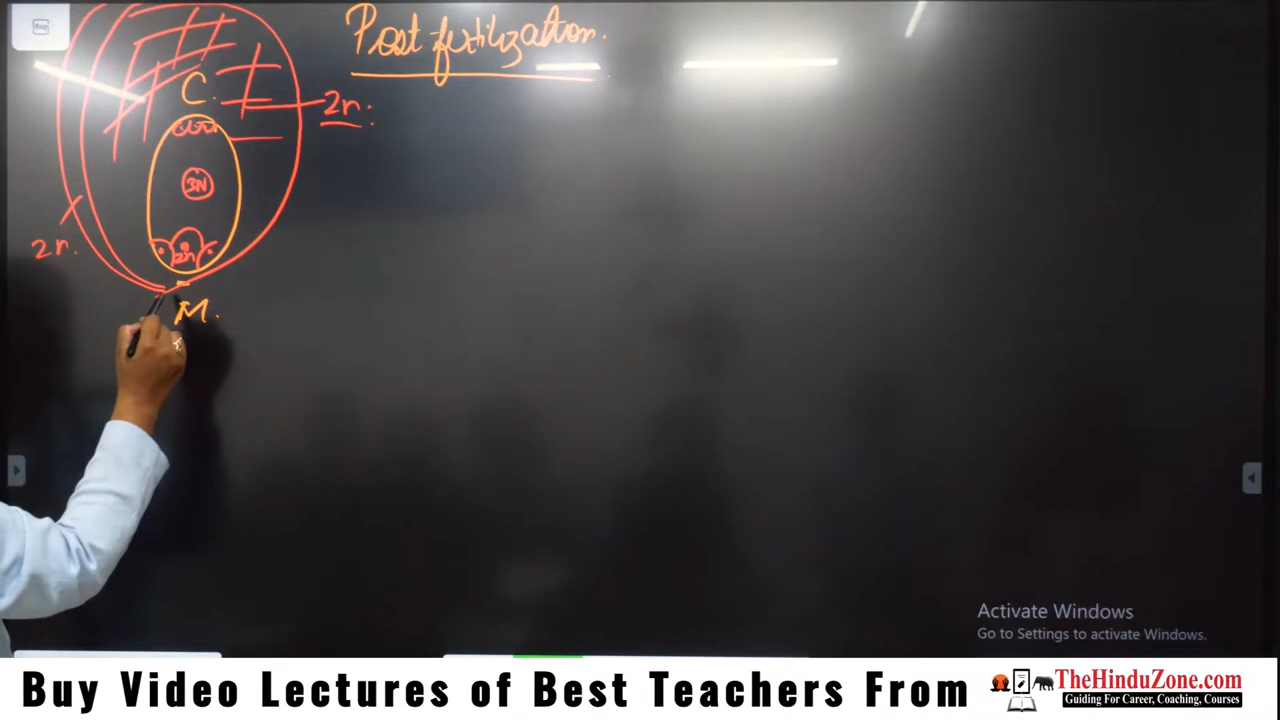 Post fertilization.
C.
2n.
3N
2n
2n.
M.
Activate Windows
Go to Settings to activate Windows.
Buy Video Lectures of Best Teachers From
TheHinduZone.com
Guiding For Career, Coaching, Courses